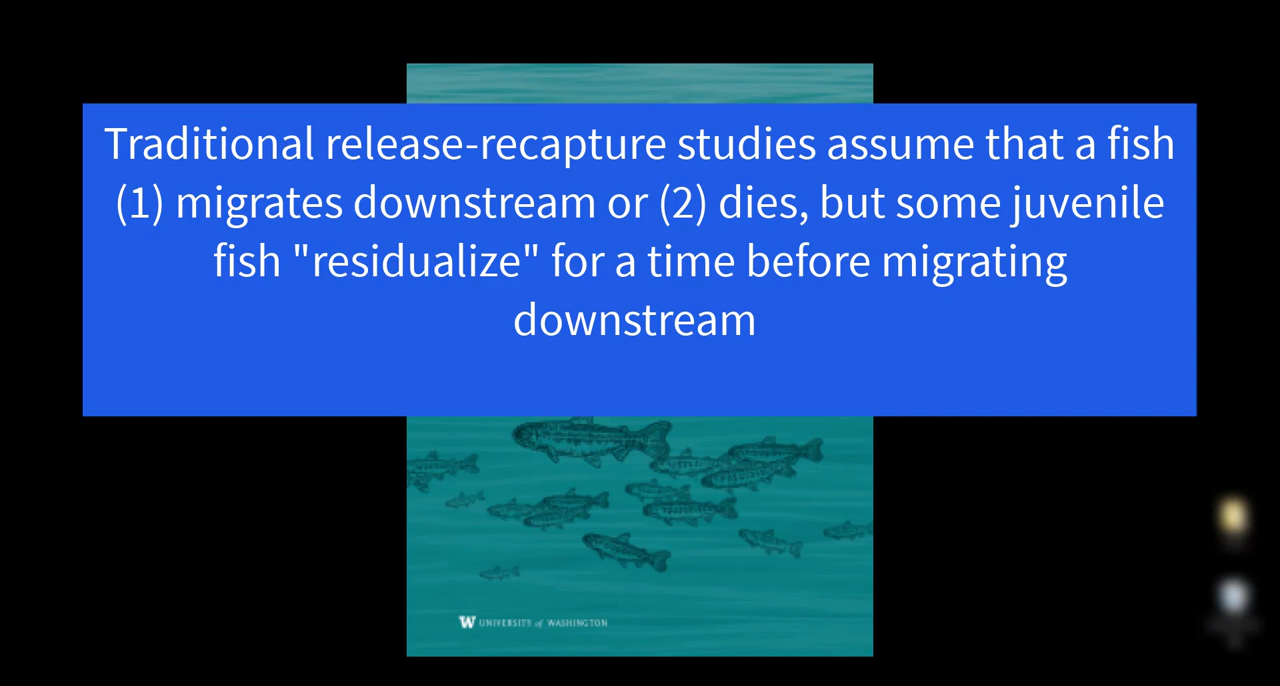 Traditional release-recapture studies assume that a fish
(1) migrates downstream or (2) dies, but some juvenile
fish "residualize" for a time before migrating
downstream
W UNIVERSITY of WASHINGTON